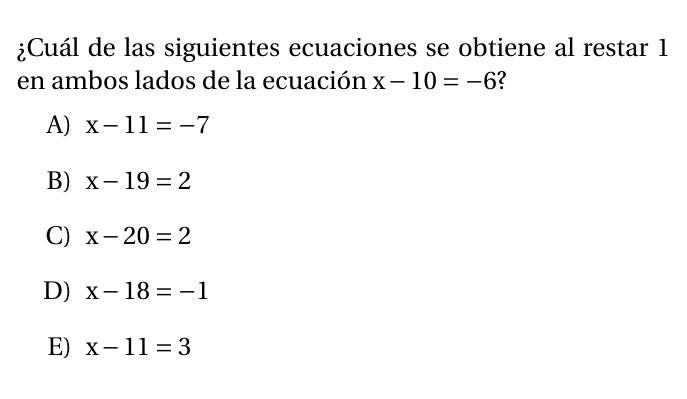 ¿Cuál de las siguientes ecuaciones se obtiene al restar 1
en ambos lados de la ecuación x − 10 = −6?
A) x − 11 = −7
B) x − 19 = 2
C) x − 20 = 2
D) x − 18 = −1
E) x − 11 = 3